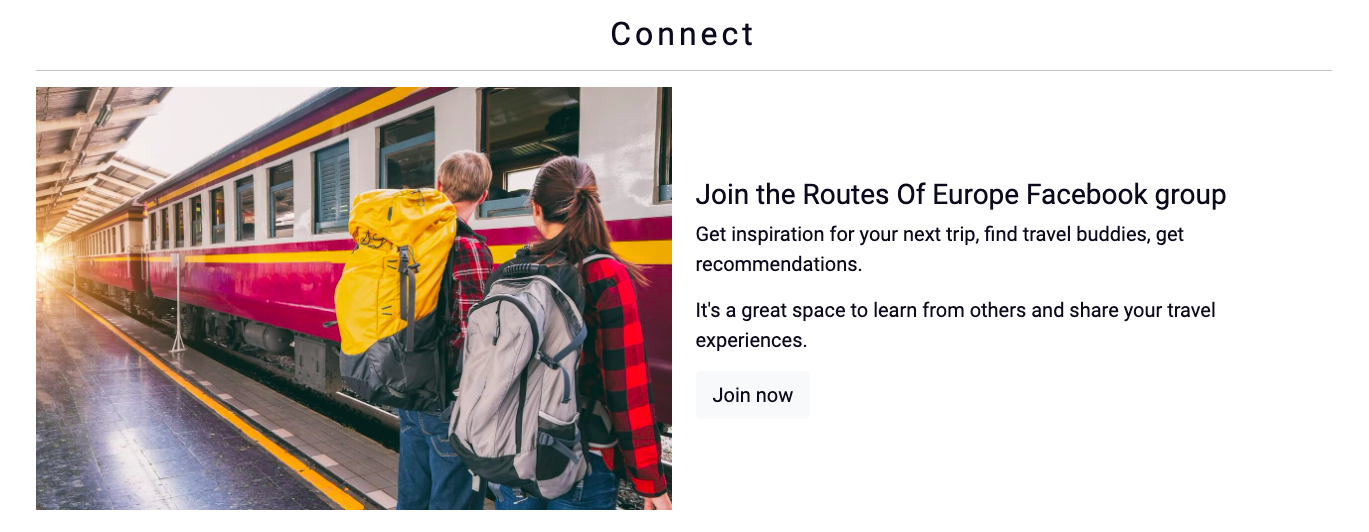 Connect
Join the Routes Of Europe Facebook group
Get inspiration for your next trip, find travel buddies, get
recommendations.
It's a great space to learn from others and share your travel
experiences.
Join now